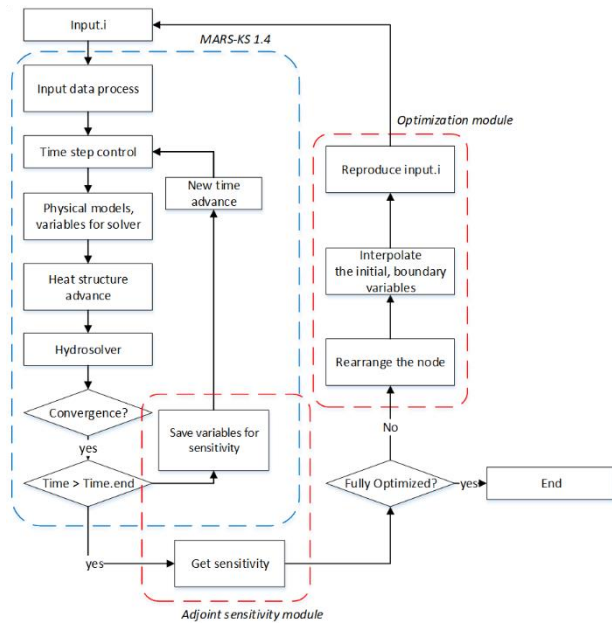 Input.i
MARS-KS 1.4
Input data process
Optimization module
Time step control
Reproduce input.i
New time
advance
Physical models,
variables for solver
Interpolate
the initial, boundary
variables
Heat structure
advance
Hydrosolver
Rearrange the node
Convergence?
Save variables for
sensitivity
No
yes
Time > Time.end
Fully Optimized?
yes
End
yes
Get sensitivity
Adjoint sensitivity module